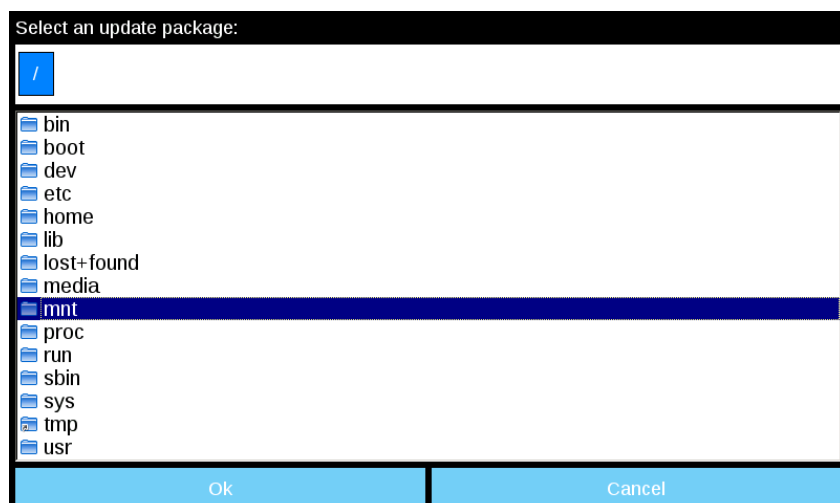 Select an update package:
/
bin
boot
dev
etc
home
lib
lost+found
media
mnt
proc
run
sbin
sys
tmp
usr
Ok Cancel